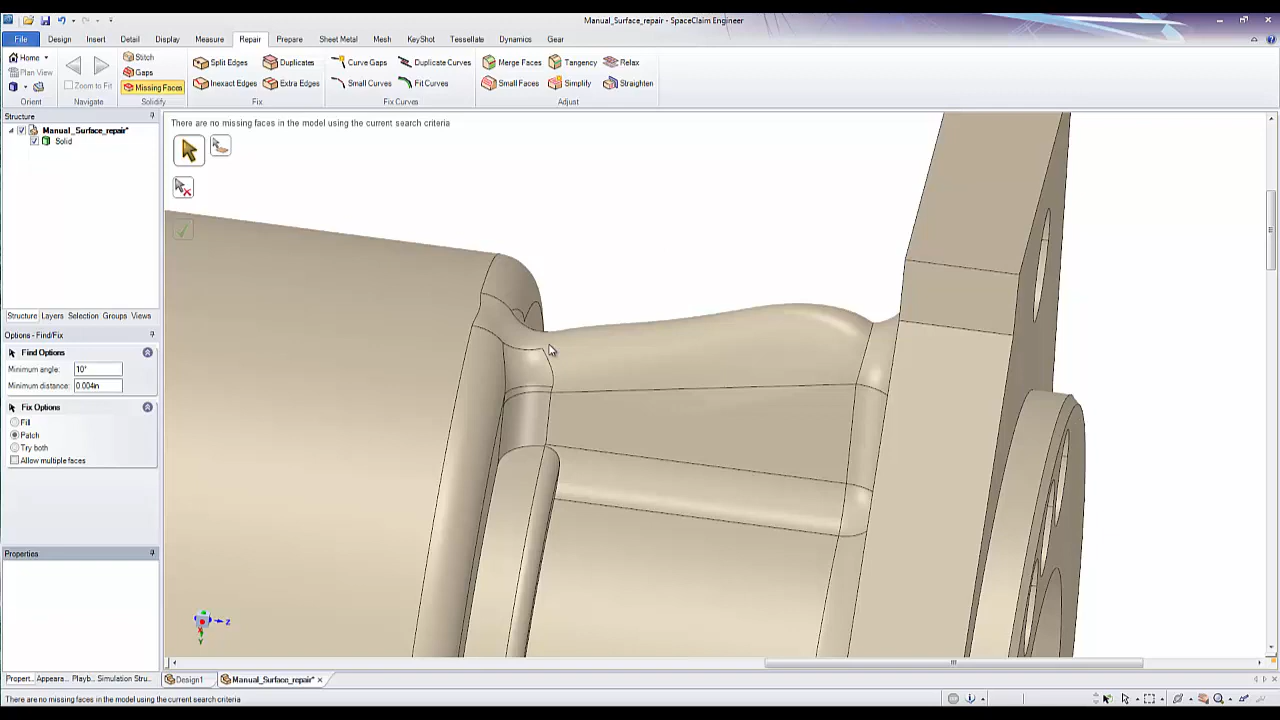 Manual_Surface_repair - SpaceClaim Engineer
File Design Insert Detail Display Measure Repair Prepare Sheet Metal Mesh KeyShot Tessellate Dynamics Gear
Home Stitch Split Edges Duplicates Curve Gaps Duplicate Curves Merge Faces Tangency Relax
Plan View Gaps
Zoom to Fit Missing Faces Inexact Edges Extra Edges Small Curves Fit Curves Small Faces Simplify Straighten
Orient Navigate Solidify Fix Fix Curves Adjust
Structure
There are no missing faces in the model using the current search criteria
Manual_Surface_repair*
Solid
Structure Layers Selection Groups Views
Options - Find/Fix
Find Options
Minimum angle: 10°
Minimum distance: 0.004in
Fix Options
Fill
Patch
Try both
Allow multiple faces
Properties
Z
X
Y
Propert... Appeara... Playb... Simulation Stru... Design1 Manual_Surface_repair*
There are no missing faces in the model using the current search criteria